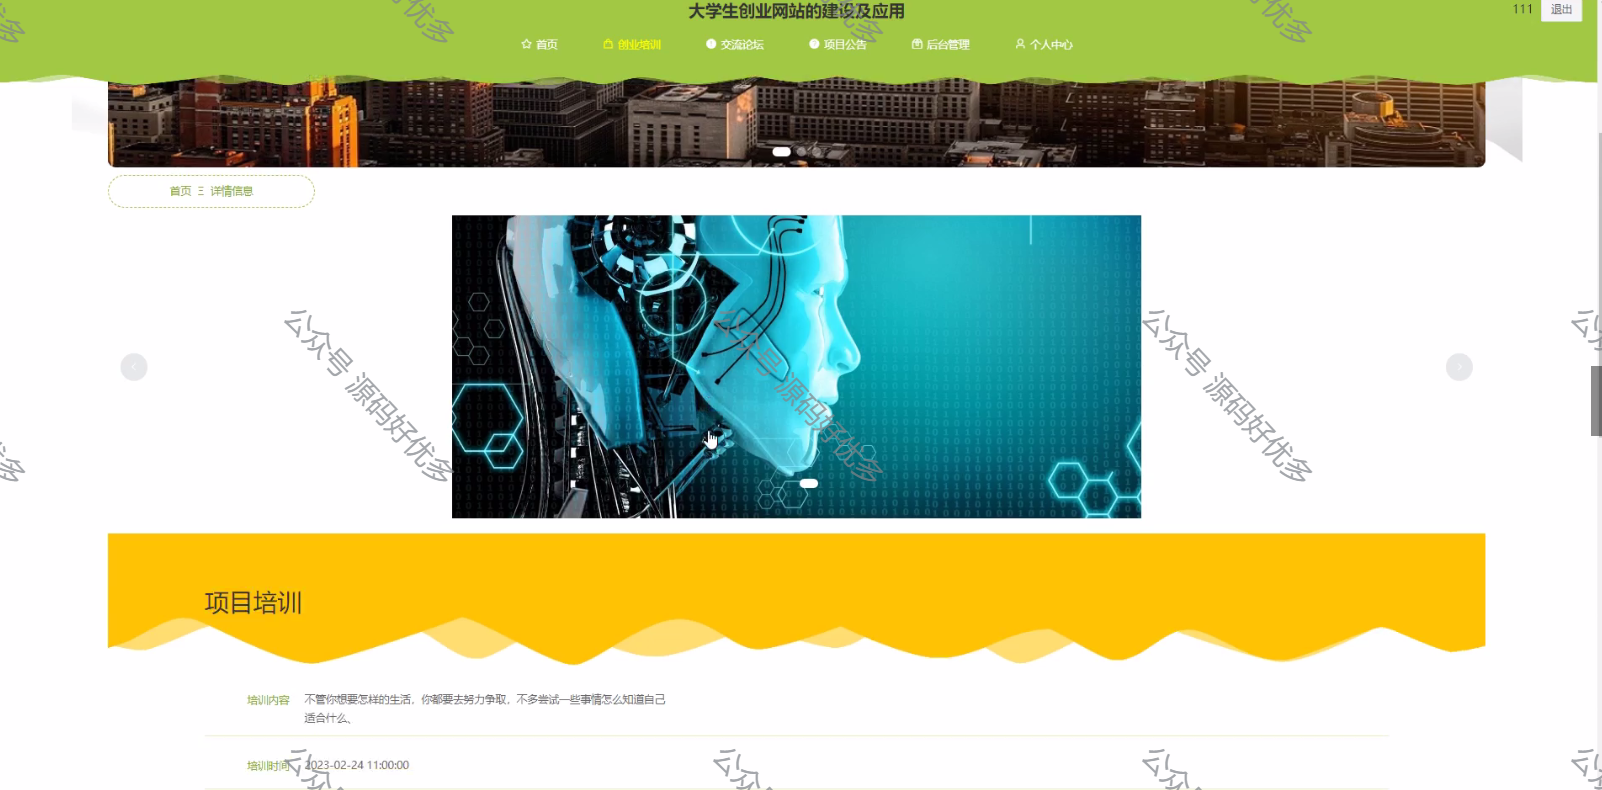 大学生创业网站的建设及应用
111 退出
首页 创业培训 交流论坛 项目公告 后台管理 个人中心
首页 Ξ 详情信息
项目培训
培训内容 不管你想要怎样的生活，你都要去努力争取，不多尝试一些事情怎么知道自己
适合什么、
培训时间 2023-02-24 11:00:00
公众号 源码好优多
公众号 源码好优多
公众号 源码好优多